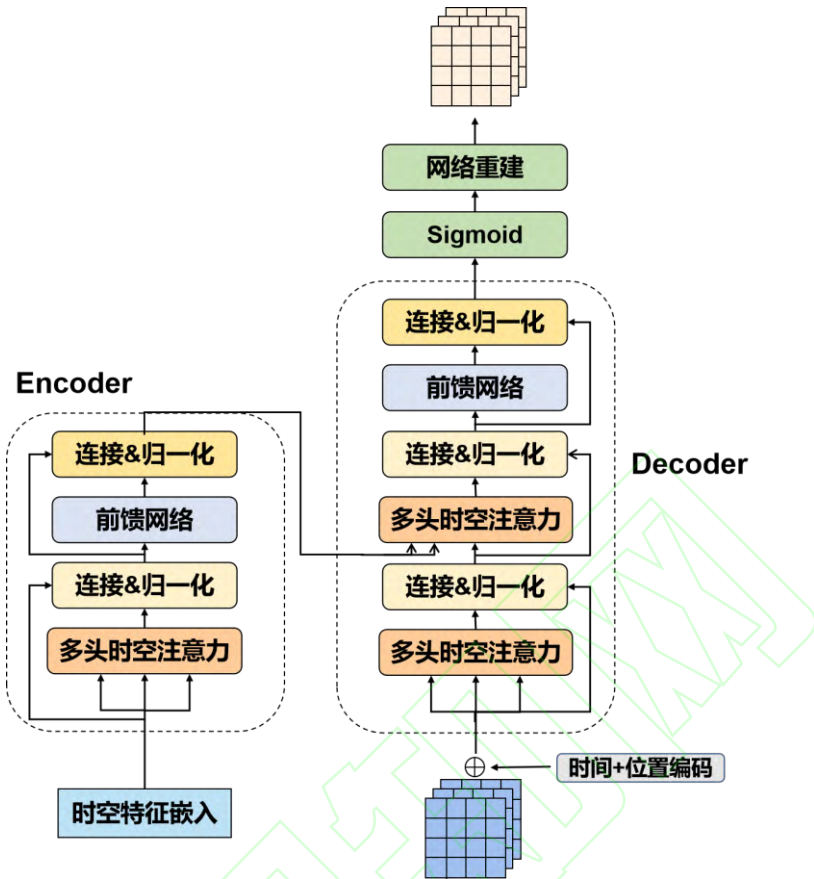 网络重建
Sigmoid
连接&归一化
前馈网络
连接&归一化
多头时空注意力
连接&归一化
多头时空注意力
Decoder
时间+位置编码
Encoder
连接&归一化
前馈网络
连接&归一化
多头时空注意力
时空特征嵌入